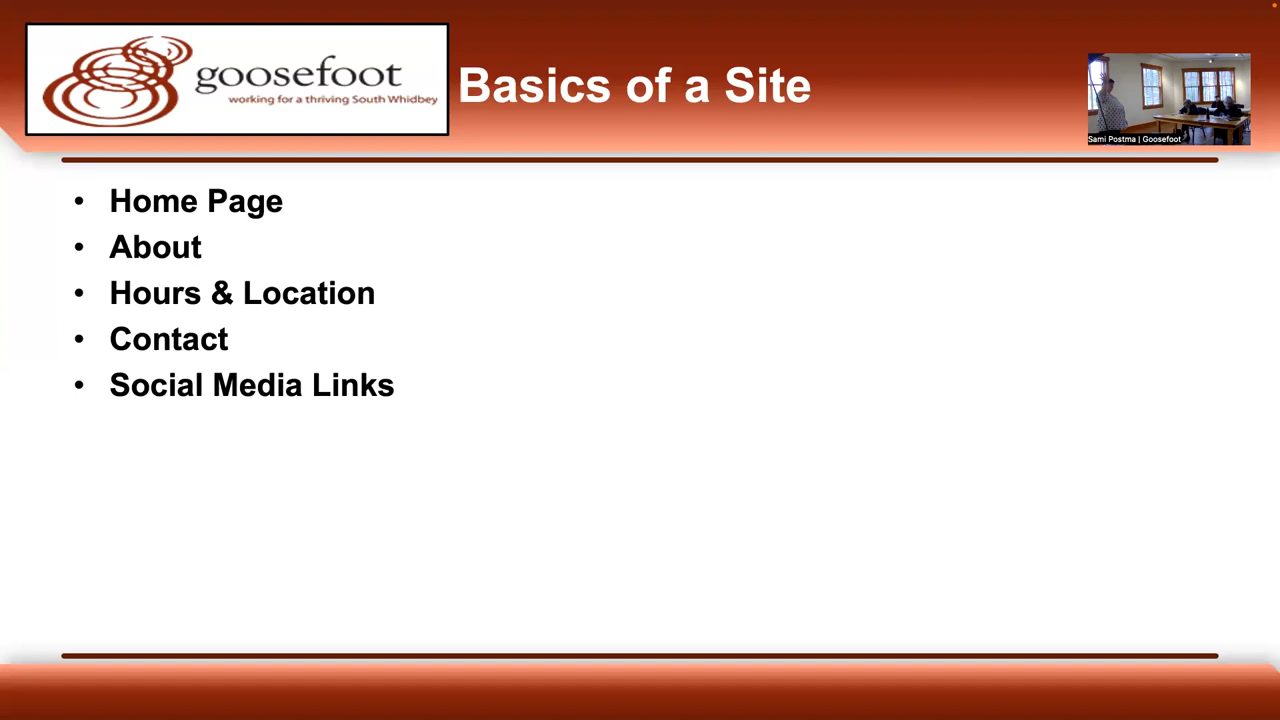 goosefoot
working for a thriving South Whidbey
Basics of a Site
Sami Postma | Goosefoot
• Home Page
• About
• Hours & Location
• Contact
• Social Media Links